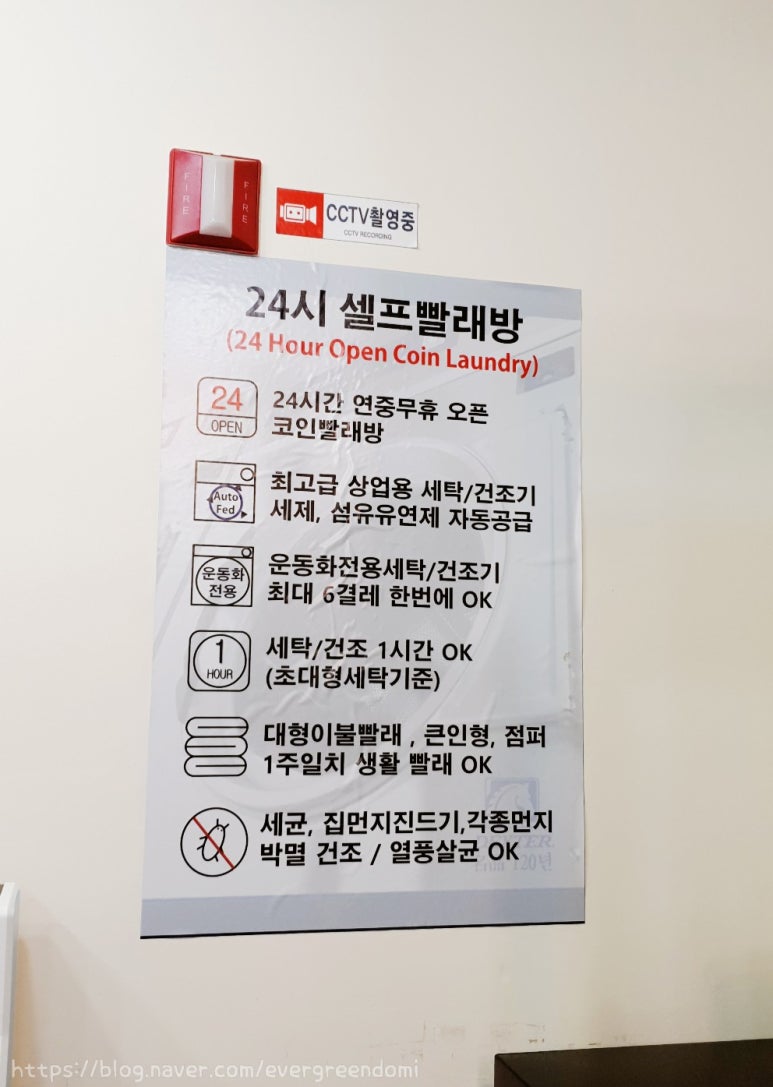 FIRE
FIRE
CCTV촬영중
CCTV RECORDING
24시 셀프빨래방
(24 Hour Open Coin Laundry)
24
OPEN
24시간 연중무휴 오픈
코인빨래방
Auto
Fed
최고급 상업용 세탁/건조기
세제, 섬유유연제 자동공급
운동화
전용
운동화전용세탁/건조기
최대 6결레 한번에 OK
1
HOUR
세탁/건조 1시간 OK
(초대형세탁기준)
대형이불빨래 , 큰인형, 점퍼
1주일치 생활 빨래 OK
세균, 집먼지진드기,각종먼지
박멸 건조 / 열풍살균 OK
120년
https://blog.naver.com/evergreendomi